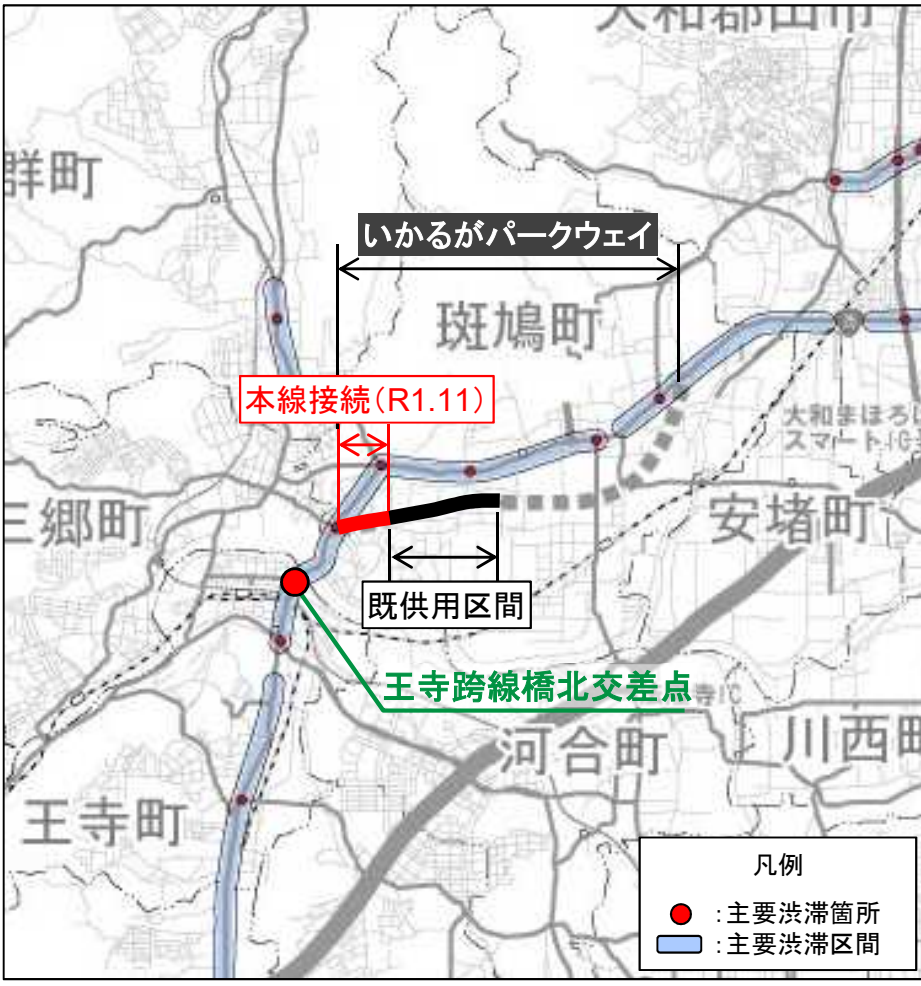 大和郡山市
群町
いかるがパークウェイ
斑鳩町
本線接続(R1.11)
大和まほろ
スマートIC
三郷町
安堵町
既供用区間
王寺跨線橋北交差点
寺IC
河合町
川西町
王寺町
凡例
:主要渋滞箇所
:主要渋滞区間